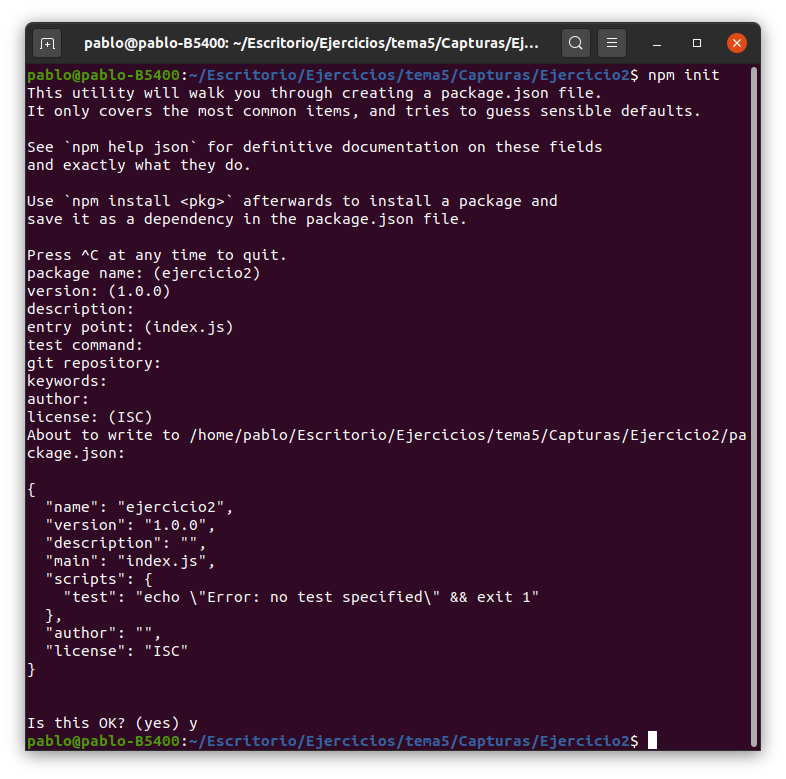 pablo@pablo-B5400: ~/Escritorio/Ejercicios/tema5/Capturas/Ej...
pablo@pablo-B5400:~/Escritorio/Ejercicios/tema5/Capturas/Ejercicio2$ npm init
This utility will walk you through creating a package.json file.
It only covers the most common items, and tries to guess sensible defaults.

See `npm help json` for definitive documentation on these fields
and exactly what they do.

Use `npm install <pkg>` afterwards to install a package and
save it as a dependency in the package.json file.

Press ^C at any time to quit.
package name: (ejercicio2)
version: (1.0.0)
description:
entry point: (index.js)
test command:
git repository:
keywords:
author:
license: (ISC)
About to write to /home/pablo/Escritorio/Ejercicios/tema5/Capturas/Ejercicio2/pa
ckage.json:

{
  "name": "ejercicio2",
  "version": "1.0.0",
  "description": "",
  "main": "index.js",
  "scripts": {
    "test": "echo \"Error: no test specified\" && exit 1"
  },
  "author": "",
  "license": "ISC"
}


Is this OK? (yes) y
pablo@pablo-B5400:~/Escritorio/Ejercicios/tema5/Capturas/Ejercicio2$